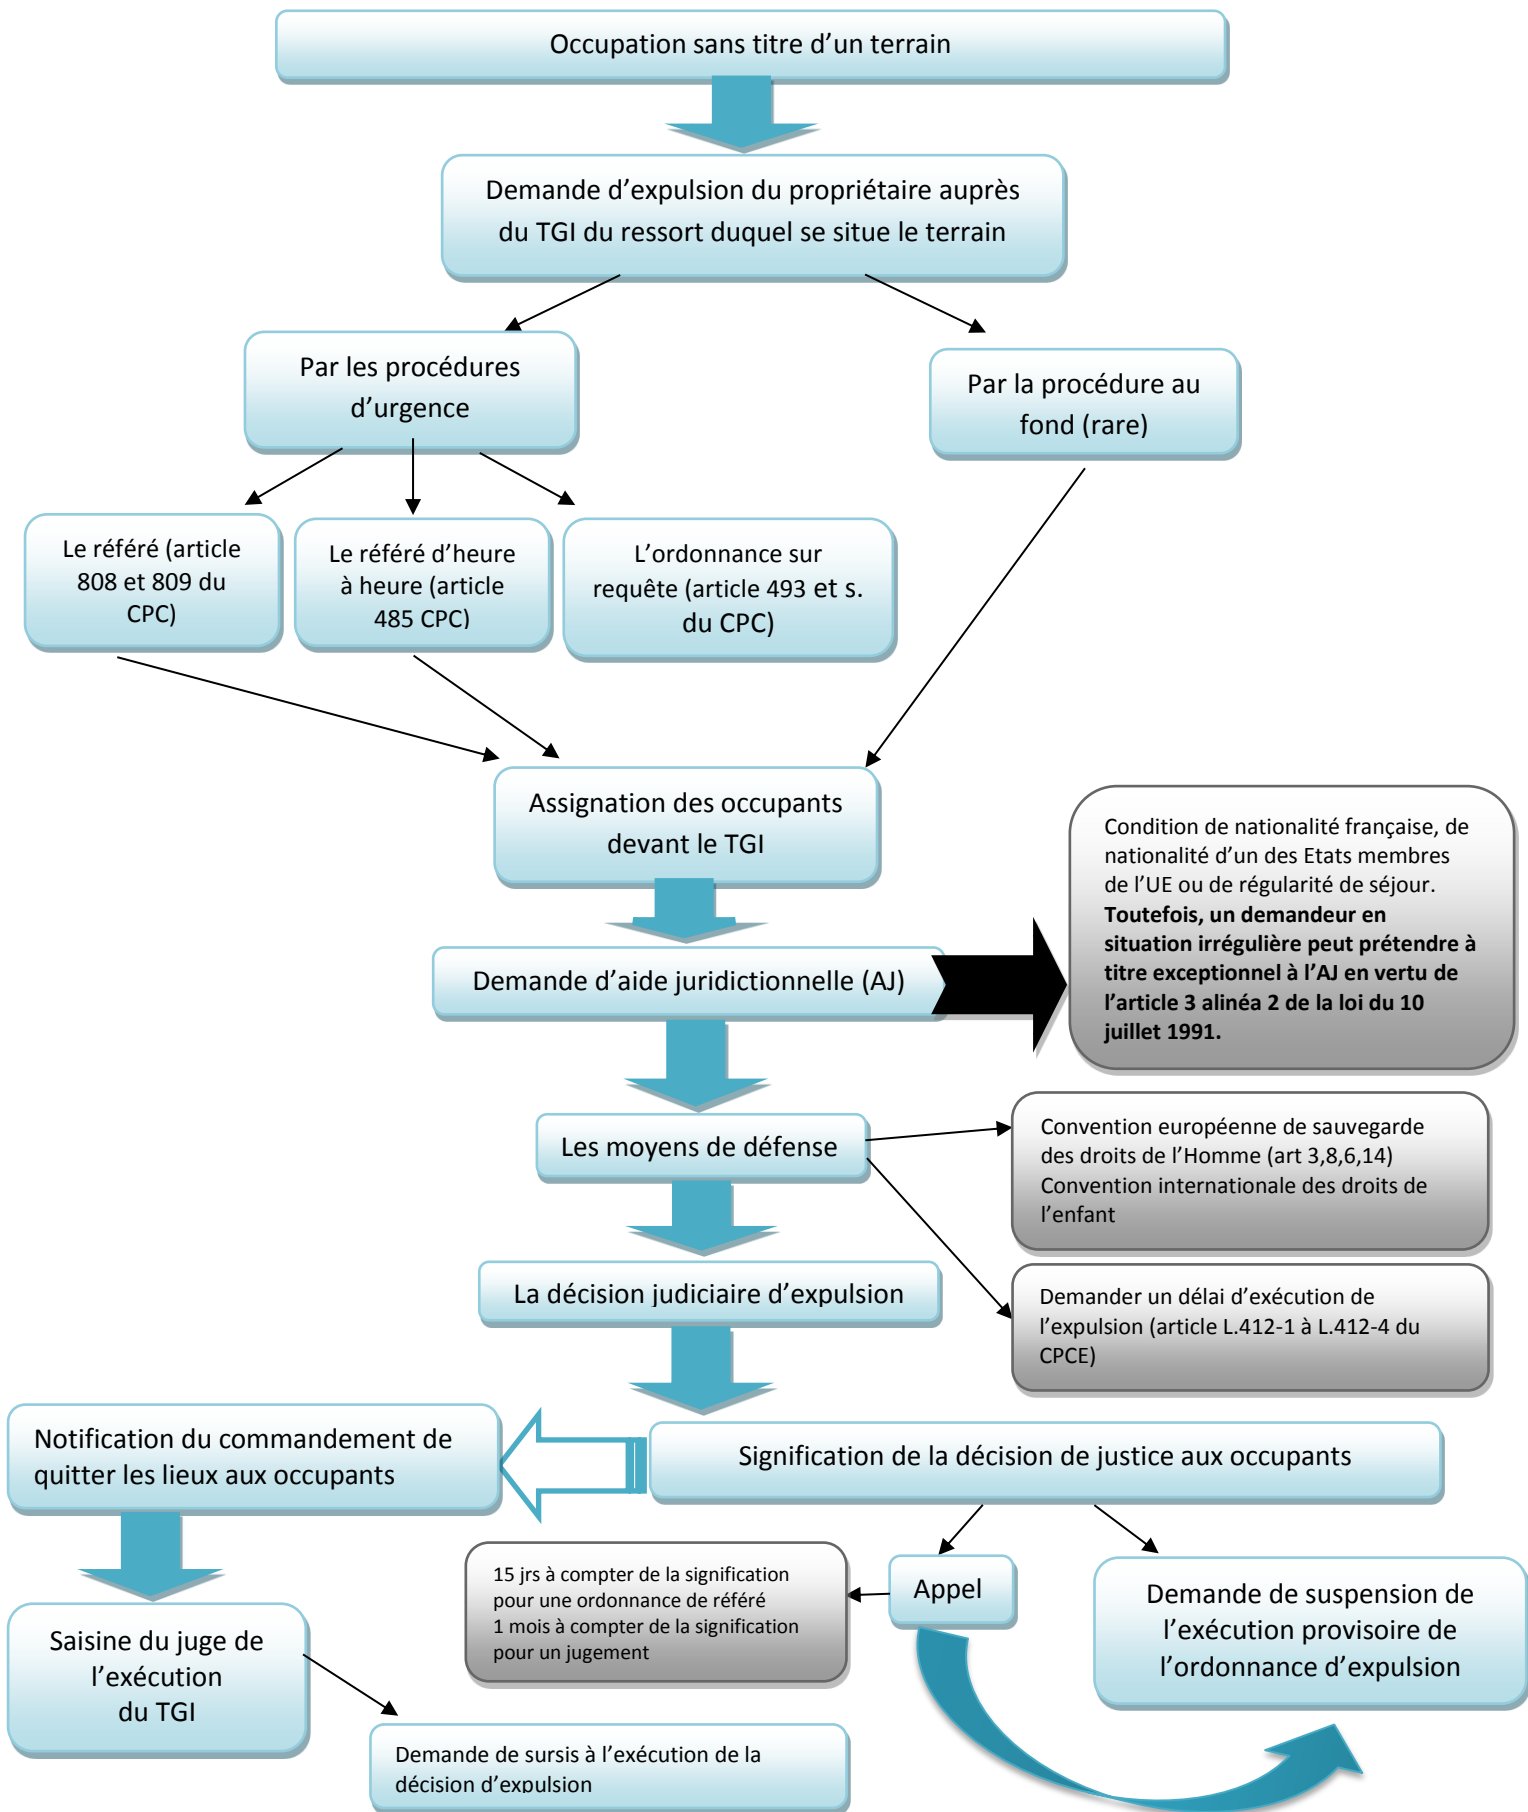 Occupation sans titre d’un terrain
Demande d’expulsion du propriétaire auprès
du TGI du ressort duquel se situe le terrain
Par les procédures
d’urgence
Par la procédure au
fond (rare)
Le référé (article
808 et 809 du
CPC)
Le référé d’heure
à heure (article
485 CPC)
L’ordonnance sur
requête (article 493 et s.
du CPC)
Assignation des occupants
devant le TGI
Condition de nationalité française, de
nationalité d’un des Etats membres
de l’UE ou de régularité de séjour.
Toutefois, un demandeur en
situation irrégulière peut prétendre à
titre exceptionnel à l’AJ en vertu de
l’article 3 alinéa 2 de la loi du 10
juillet 1991.
Demande d’aide juridictionnelle (AJ)
Les moyens de défense
Convention européenne de sauvegarde
des droits de l’Homme (art 3,8,6,14)
Convention internationale des droits de
l’enfant
La décision judiciaire d’expulsion
Demander un délai d’exécution de
l’expulsion (article L.412-1 à L.412-4 du
CPCE)
Notification du commandement de
quitter les lieux aux occupants
Signification de la décision de justice aux occupants
15 jrs à compter de la signification
pour une ordonnance de référé
1 mois à compter de la signification
pour un jugement
Appel
Demande de suspension de
l’exécution provisoire de
l’ordonnance d’expulsion
Saisine du juge de
l’exécution
du TGI
Demande de sursis à l’exécution de la
décision d’expulsion